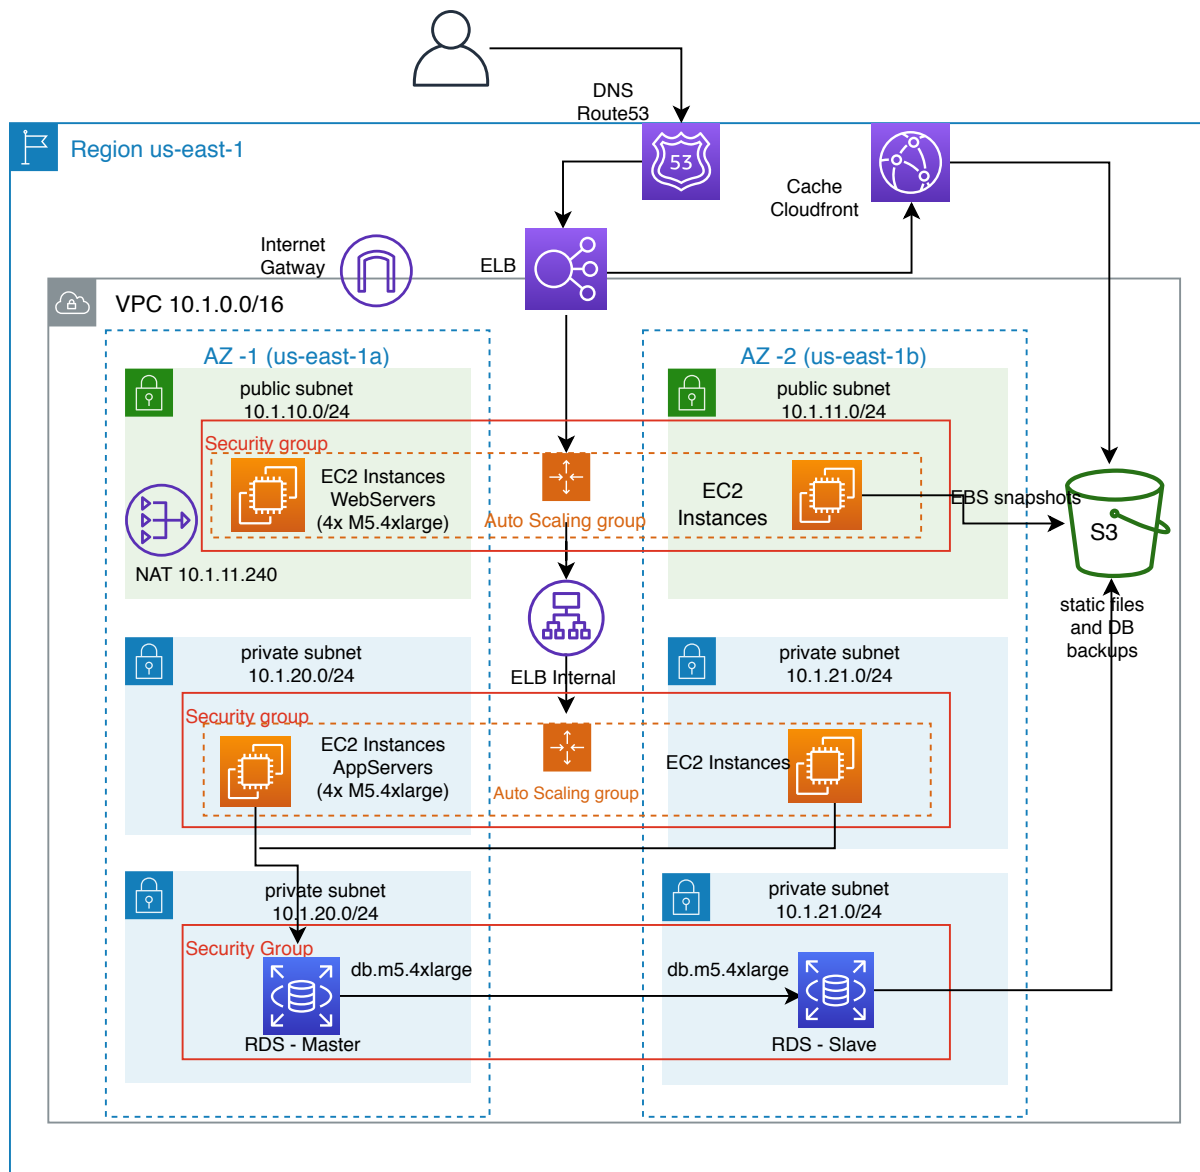 DNS
Route53
53
Region us-east-1
Cache
Cloudfront
Internet
Gatway
ELB
VPC 10.1.0.0/16
AZ -1 (us-east-1a)
AZ -2 (us-east-1b)
public subnet
10.1.10.0/24
public subnet
10.1.11.0/24
Security group
EC2 Instances
WebServers
(4x M5.4xlarge)
Auto Scaling group
EC2
Instances
EBS snapshots
S3
NAT 10.1.11.240
static files
and DB
backups
private subnet
10.1.20.0/24
ELB Internal
private subnet
10.1.21.0/24
Security group
EC2 Instances
AppServers
(4x M5.4xlarge)
Auto Scaling group
EC2 Instances
private subnet
10.1.20.0/24
private subnet
10.1.21.0/24
Security Group
db.m5.4xlarge
db.m5.4xlarge
RDS - Master
RDS - Slave